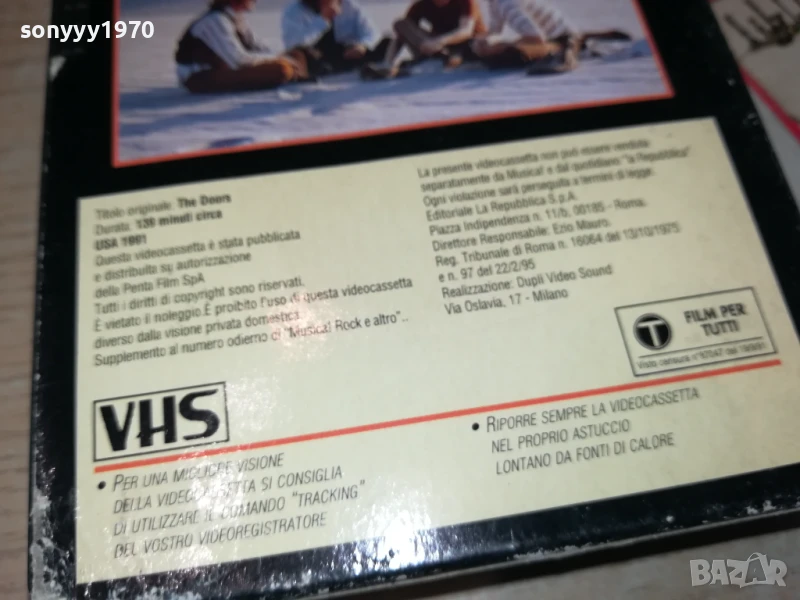 sonyyy1970
Titolo originale: The Doors
Durata: 136 minuti circa
USA 1991
Questa videocassetta è stata pubblicata
e distribuita su autorizzazione
della Penta Film SpA
Tutti i diritti di copyright sono riservati.
È vietato il noleggio. È proibito l'uso di questa videocassetta
diverso dalla visione privata domestica.
Supplemento al numero odierno di "Musica! Rock e altro"..
La presente videocassetta non può essere venduta
separatamente da Musica! e dal quotidiano "la Repubblica".
Ogni violazione sarà perseguita a termini di legge.
Editoriale La Repubblica S.p.A.
Piazza Indipendenza n. 11/b, 00185 - Roma.
Direttore Responsabile: Ezio Mauro.
Reg. Tribunale di Roma n. 16064 del 13/10/1975
e n. 97 del 22/2/95
Realizzazione: Dupli Video Sound
Via Oslavia, 17 - Milano
T FILM PER
TUTTI
Visto censura n°
VHS
• PER UNA MIGLIORE VISIONE
DELLA VIDEOCASSETTA SI CONSIGLIA
DI UTILIZZARE IL COMANDO "TRACKING"
DEL VOSTRO VIDEOREGISTRATORE
• RIPORRE SEMPRE LA VIDEOCASSETTA
NEL PROPRIO ASTUCCIO
LONTANO DA FONTI DI CALORE
BAZAR